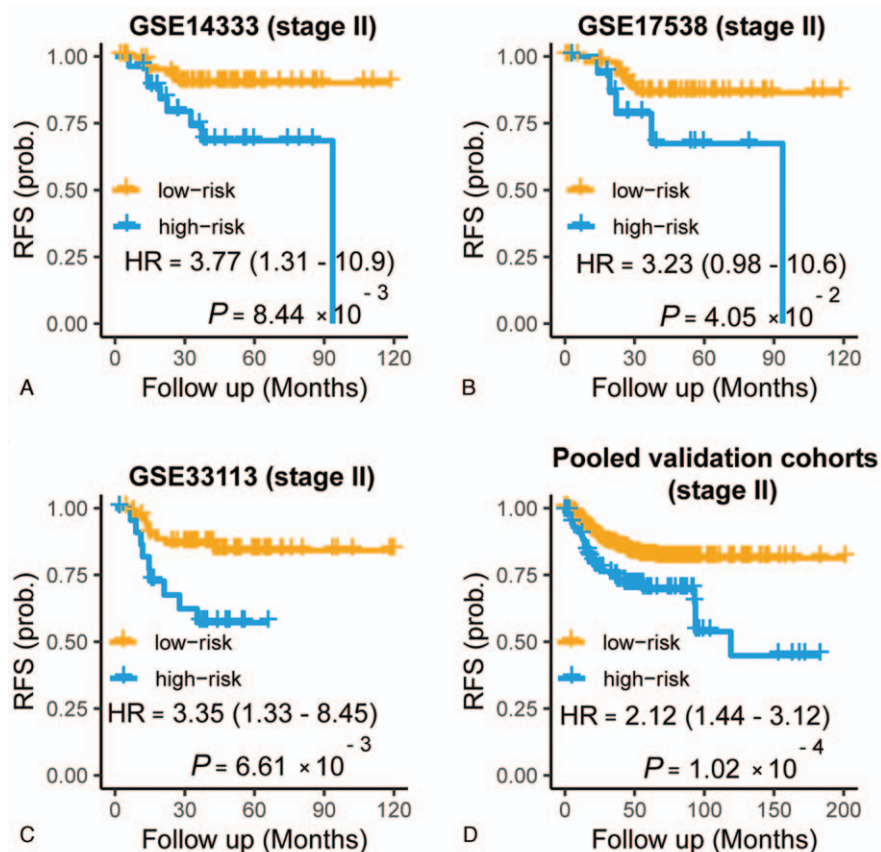 GSE14333 (stage II)
1.00
0.75
0.50
0.25
0.00
RFS (prob.)
low-risk
high-risk
HR = 3.77 (1.31 - 10.9)
P = 8.44 ×10 - 3
0 30 60 90 120
Follow up (Months)
A
GSE17538 (stage II)
1.00
0.75
0.50
0.25
0.00
RFS (prob.)
low-risk
high-risk
HR = 3.23 (0.98 - 10.6)
P = 4.05 ×10 - 2
0 30 60 90 120
Follow up (Months)
B
GSE33113 (stage II)
1.00
0.75
0.50
0.25
0.00
RFS (prob.)
low-risk
high-risk
HR = 3.35 (1.33 - 8.45)
P = 6.61 ×10 - 3
0 30 60 90 120
Follow up (Months)
C
Pooled validation cohorts
(stage II)
1.00
0.75
0.50
0.25
0.00
RFS (prob.)
low-risk
high-risk
HR = 2.12 (1.44 - 3.12)
P = 1.02 ×10 - 4
0 50 100 150 200
Follow up (Months)
D